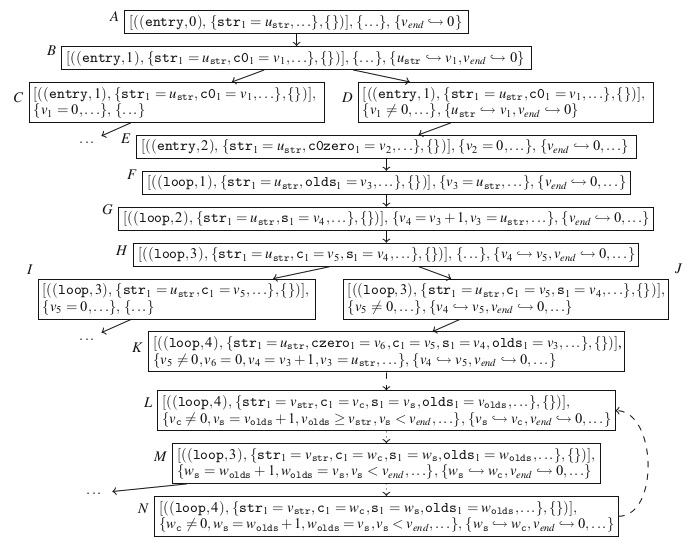 A [((entry,0), {str₁ = u_str,…}, {})], {…}, {v_end ↪ 0}
B [((entry,1), {str₁ = u_str, c0₁ = v₁,…}, {})], {…}, {u_str ↪ v₁, v_end ↪ 0}
C [((entry,1), {str₁ = u_str, c0₁ = v₁,…}, {})],
{v₁ = 0,…}, {…}
D [((entry,1), {str₁ = u_str, c0₁ = v₁,…}, {})],
{v₁ ≠ 0,…}, {u_str ↪ v₁, v_end ↪ 0}
…
E [((entry,2), {str₁ = u_str, c0zero₁ = v₂,…}, {})], {v₂ = 0,…}, {v_end ↪ 0,…}
F [((loop,1), {str₁ = u_str, olds₁ = v₃,…}, {})], {v₃ = u_str,…}, {v_end ↪ 0,…}
G [((loop,2), {str₁ = u_str, s₁ = v₄,…}, {})], {v₄ = v₃ + 1, v₃ = u_str,…}, {v_end ↪ 0,…}
H [((loop,3), {str₁ = u_str, c₁ = v₅, s₁ = v₄,…}, {})], {…}, {v₄ ↪ v₅, v_end ↪ 0,…}
I [((loop,3), {str₁ = u_str, c₁ = v₅,…}, {})],
{v₅ = 0,…}, {…}
J [((loop,3), {str₁ = u_str, c₁ = v₅, s₁ = v₄,…}, {})],
{v₅ ≠ 0,…}, {v₄ ↪ v₅, v_end ↪ 0,…}
…
K [((loop,4), {str₁ = u_str, czero₁ = v₆, c₁ = v₅, s₁ = v₄, olds₁ = v₃,…}, {})],
{v₅ ≠ 0, v₆ = 0, v₄ = v₃ + 1, v₃ = u_str,…}, {v₄ ↪ v₅, v_end ↪ 0,…}
L [((loop,4), {str₁ = v_str, c₁ = v_c, s₁ = v_s, olds₁ = v_olds,…}, {})],
{v_c ≠ 0, v_s = v_olds + 1, v_olds ≥ v_str, v_s < v_end,…}, {v_s ↪ v_c, v_end ↪ 0,…}
M [((loop,3), {str₁ = v_str, c₁ = w_c, s₁ = w_s, olds₁ = w_olds,…}, {})],
{w_s = w_olds + 1, w_olds = v_s, v_s < v_end,…}, {w_s ↪ w_c, v_end ↪ 0,…}
…
N [((loop,4), {str₁ = v_str, c₁ = w_c, s₁ = w_s, olds₁ = w_olds,…}, {})],
{w_c ≠ 0, w_s = w_olds + 1, w_olds = v_s, v_s < v_end,…}, {w_s ↪ w_c, v_end ↪ 0,…}